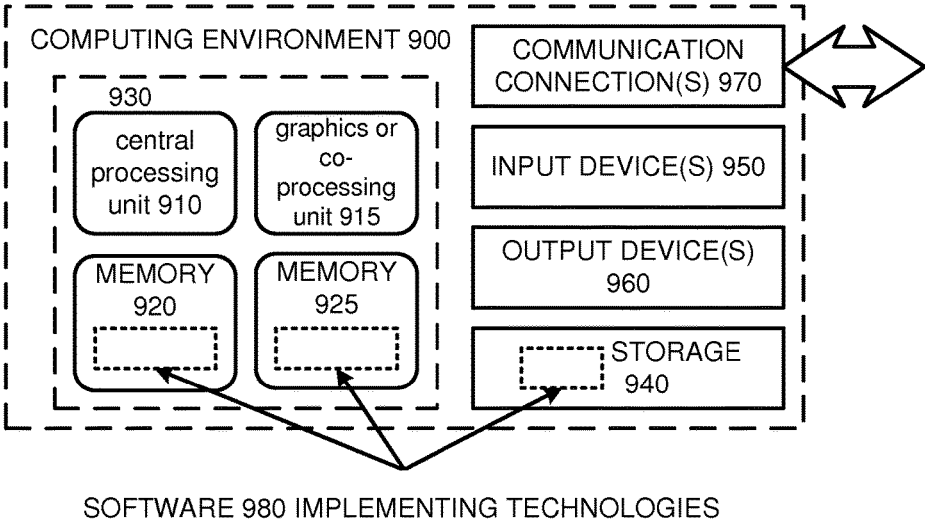 COMPUTING ENVIRONMENT 900
930
central
processing
unit 910
graphics or
co-
processing
unit 915
MEMORY
920
MEMORY
925
COMMUNICATION
CONNECTION(S) 970
INPUT DEVICE(S) 950
OUTPUT DEVICE(S)
960
STORAGE
940
SOFTWARE 980 IMPLEMENTING TECHNOLOGIES